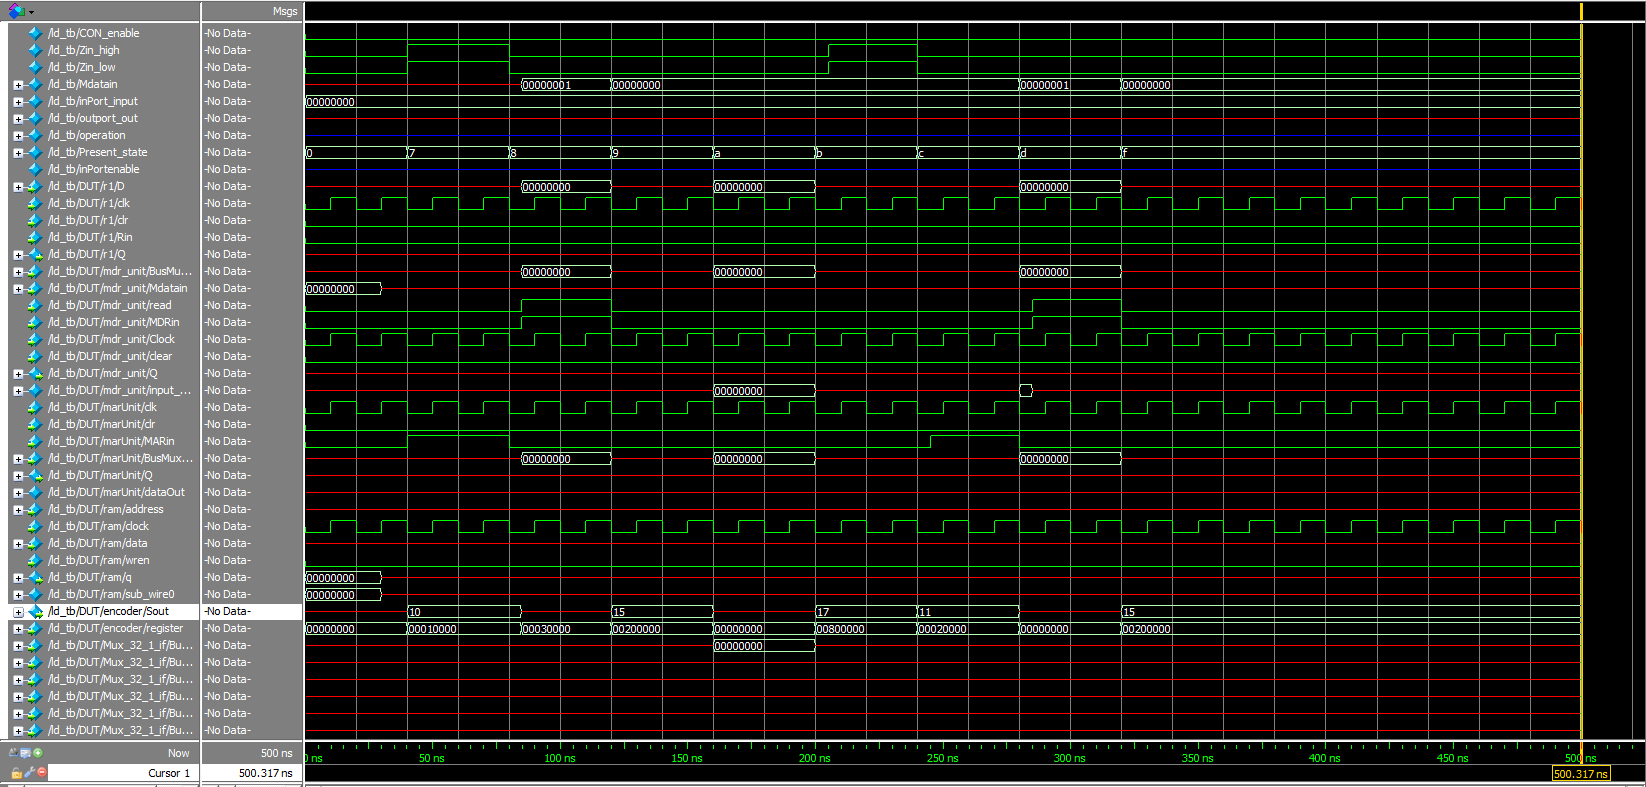 Msgs
/ld_tb/CON_enable -No Data-
/ld_tb/Zin_high -No Data-
/ld_tb/Zin_low -No Data-
/ld_tb/Mdatain -No Data- 00000001 00000000 00000001 00000000
/ld_tb/inPort_input -No Data- 00000000
/ld_tb/outport_out -No Data-
/ld_tb/operation -No Data-
/ld_tb/Present_state -No Data- 0 7 8 9 a b c d f
/ld_tb/inPortenable -No Data-
/ld_tb/DUT/r1/D -No Data- 00000000 00000000 00000000
/ld_tb/DUT/r1/clk -No Data-
/ld_tb/DUT/r1/clr -No Data-
/ld_tb/DUT/r1/Rin -No Data-
/ld_tb/DUT/r1/Q -No Data-
/ld_tb/DUT/mdr_unit/BusMu... -No Data- 00000000 00000000 00000000
/ld_tb/DUT/mdr_unit/Mdatain -No Data- 00000000
/ld_tb/DUT/mdr_unit/read -No Data-
/ld_tb/DUT/mdr_unit/MDRin -No Data-
/ld_tb/DUT/mdr_unit/Clock -No Data-
/ld_tb/DUT/mdr_unit/clear -No Data-
/ld_tb/DUT/mdr_unit/Q -No Data-
/ld_tb/DUT/mdr_unit/input_... -No Data- 00000000
/ld_tb/DUT/marUnit/clk -No Data-
/ld_tb/DUT/marUnit/clr -No Data-
/ld_tb/DUT/marUnit/MARin -No Data-
/ld_tb/DUT/marUnit/BusMux... -No Data- 00000000 00000000 00000000
/ld_tb/DUT/marUnit/Q -No Data-
/ld_tb/DUT/marUnit/dataOut -No Data-
/ld_tb/DUT/ram/address -No Data-
/ld_tb/DUT/ram/clock -No Data-
/ld_tb/DUT/ram/data -No Data-
/ld_tb/DUT/ram/wren -No Data-
/ld_tb/DUT/ram/q -No Data- 00000000
/ld_tb/DUT/ram/sub_wire0 -No Data- 00000000
/ld_tb/DUT/encoder/Sout -No Data- 10 15 17 11 15
/ld_tb/DUT/encoder/register -No Data- 00000000 00010000 00030000 00200000 00000000 00800000 00020000 00000000 00200000
/ld_tb/DUT/Mux_32_1_if/Bu... -No Data- 00000000
/ld_tb/DUT/Mux_32_1_if/Bu... -No Data-
/ld_tb/DUT/Mux_32_1_if/Bu... -No Data-
/ld_tb/DUT/Mux_32_1_if/Bu... -No Data-
/ld_tb/DUT/Mux_32_1_if/Bu... -No Data-
/ld_tb/DUT/Mux_32_1_if/Bu... -No Data-
Now 500 ns ns 50 ns 100 ns 150 ns 200 ns 250 ns 300 ns 350 ns 400 ns 450 ns 500 ns
Cursor 1 500.317 ns 500.317 ns